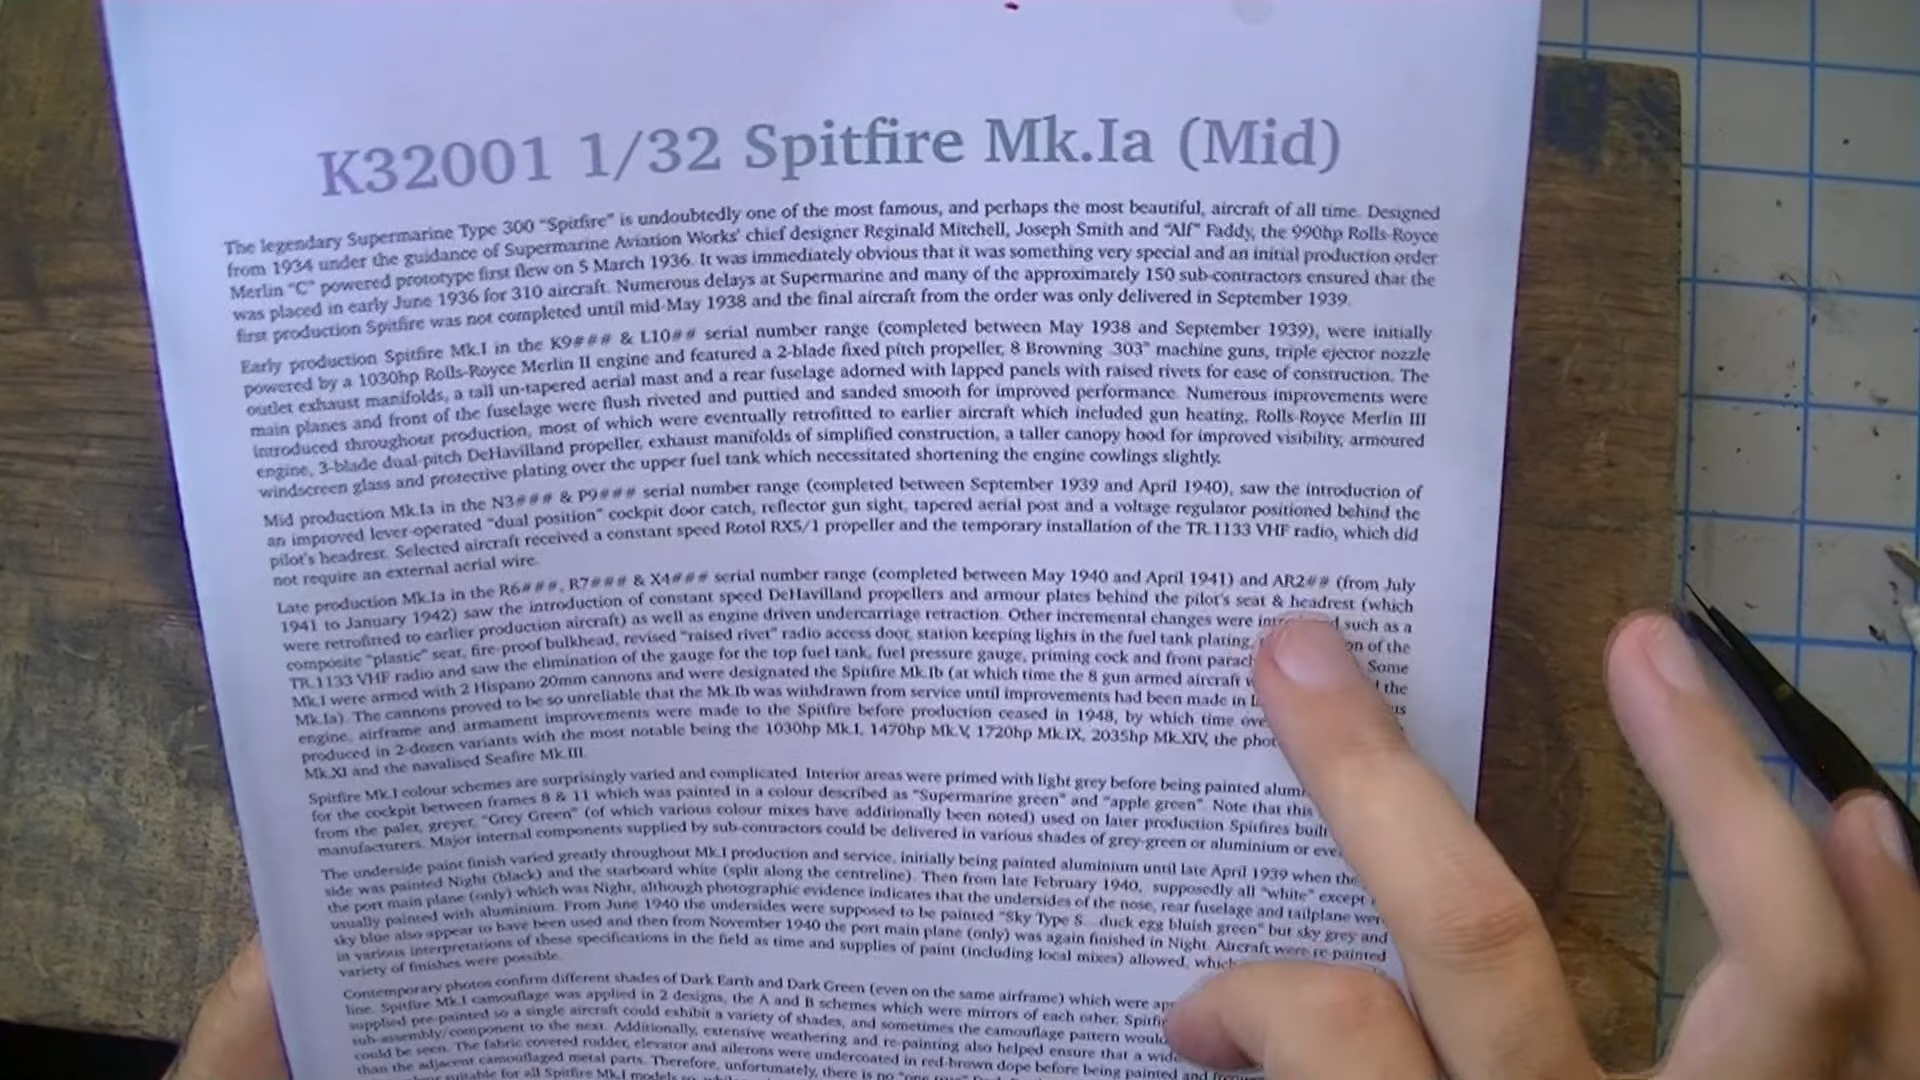 K32001 1/32 Spitfire Mk.Ia (Mid)
The legendary Supermarine Type 300 "Spitfire" is undoubtedly one of the most famous, and perhaps the most beautiful, aircraft of all time. Designed
from 1934 under the guidance of Supermarine Aviation Works' chief designer Reginald Mitchell, Joseph Smith and "Alf" Faddy, the 990hp Rolls-Royce
Merlin "C" powered prototype first flew on 5 March 1936. It was immediately obvious that it was something very special and an initial production order
was placed in early June 1936 for 310 aircraft. Numerous delays at Supermarine and many of the approximately 150 sub-contractors ensured that the
first production Spitfire was not completed until mid-May 1938 and the final aircraft from the order was only delivered in September 1939.
Early production Spitfire Mk.I in the K9### & L10## serial number range (completed between May 1938 and September 1939), were initially
powered by a 1030hp Rolls-Royce Merlin II engine and featured a 2-blade fixed pitch propeller, 8 Browning .303" machine guns, triple ejector nozzle
outlet exhaust manifolds, a tall un-tapered aerial mast and a rear fuselage adorned with lapped panels with raised rivets for ease of construction. The
main planes and front of the fuselage were flush riveted and puttied and sanded smooth for improved performance. Numerous improvements were
introduced throughout production, most of which were eventually retrofitted to earlier aircraft which included gun heating, Rolls-Royce Merlin III
engine, 3-blade dual-pitch DeHavilland propeller, exhaust manifolds of simplified construction, a taller canopy hood for improved visibility, armoured
windscreen glass and protective plating over the upper fuel tank which necessitated shortening the engine cowlings slightly.
Mid production Mk.Ia in the N3### & P9### serial number range (completed between September 1939 and April 1940), saw the introduction of
an improved lever-operated "dual position" cockpit door catch, reflector gun sight, tapered aerial post and a voltage regulator positioned behind the
pilot's headrest. Selected aircraft received a constant speed Rotol RX5/1 propeller and the temporary installation of the TR.1133 VHF radio, which did
not require an external aerial wire.
Late production Mk.Ia in the R6###, R7### & X4### serial number range (completed between May 1940 and April 1941) and AR2## (from July
1941 to January 1942) saw the introduction of constant speed DeHavilland propellers and armour plates behind the pilot's seat & headrest (which
were retrofitted to earlier production aircraft) as well as engine driven undercarriage retraction. Other incremental changes were such as a
composite "plastic" seat, fire-proof bulkhead, revised "raised rivet" radio access door, station keeping lights in the fuel tank plating, of the
TR.1133 VHF radio and saw the elimination of the gauge for the top fuel tank, fuel pressure gauge, priming cock and front Some
Mk.I were armed with 2 Hispano 20mm cannons and were designated the Spitfire Mk.Ib (at which time the 8 gun armed aircraft the
Mk.Ia). The cannons proved to be so unreliable that the Mk.Ib was withdrawn from service until improvements had been made in
engine, airframe and armament improvements were made to the Spitfire before production ceased in 1948, by which time
produced in 2-dozen variants with the most notable being the 1030hp Mk.I, 1470hp Mk.V, 1720hp Mk.IX, 2035hp Mk.XIV, the
Mk.XI and the navalised Seafire Mk.III.
Spitfire Mk.I colour schemes are surprisingly varied and complicated. Interior areas were primed with light grey before being painted
for the cockpit between frames 8 & 11 which was painted in a colour described as "Supermarine green" and "apple green". Note that this
from the paler, greyer, "Grey Green" (of which various colour mixes have additionally been noted) used on later production Spitfires built
manufacturers. Major internal components supplied by sub-contractors could be delivered in various shades of grey-green or aluminium or
The underside paint finish varied greatly throughout Mk.I production and service, initially being painted aluminium until late April 1939 when the
side was painted Night (black) and the starboard white (split along the centreline). Then from late February 1940, supposedly all "white" except
the port main plane (only) which was Night, although photographic evidence indicates that the undersides of the nose, rear fuselage and tailplane were
usually painted with aluminium. From June 1940 the undersides were supposed to be painted "Sky Type S... duck egg bluish green" but sky grey and
sky blue also appear to have been used and then from November 1940 the port main plane (only) was again finished in Night. Aircraft were re-painted
in various interpretations of these specifications in the field as time and supplies of paint (including local mixes) allowed,
variety of finishes were possible.
Contemporary photos confirm different shades of Dark Earth and Dark Green (even on the same airframe) which were
line. Spitfire Mk.I camouflage was applied in 2 designs, the A and B schemes which were mirrors of each other.
supplied pre-painted so a single aircraft could exhibit a variety of shades, and sometimes the camouflage pattern
sub-assembly/component to the next. Additionally, extensive weathering and re-painting also helped ensure that a
could be seen. The fabric covered rudder, elevator and ailerons were undercoated in red-brown dope before being painted and
than the adjacent camouflaged metal parts. Therefore, unfortunately, there is no
suitable for all Spitfire Mk.I models